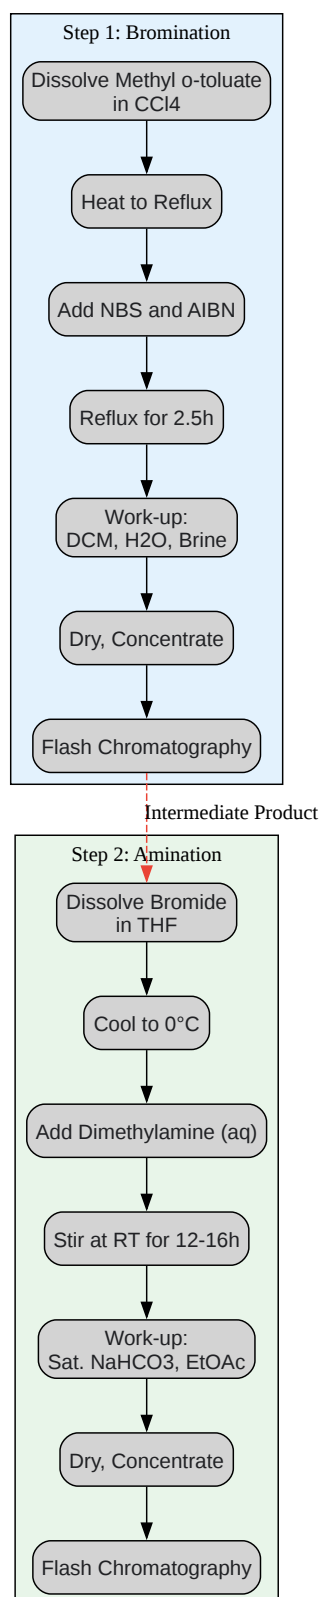 Step 1: Bromination
Dissolve Methyl o-toluate
in CCl4
Heat to Reflux
Add NBS and AIBN
Reflux for 2.5h
Work-up:
DCM, H2O, Brine
Dry, Concentrate
Flash Chromatography
Intermediate Product
Step 2: Amination
Dissolve Bromide
in THF
Cool to 0°C
Add Dimethylamine (aq)
Stir at RT for 12-16h
Work-up:
Sat. NaHCO3, EtOAc
Dry, Concentrate
Flash Chromatography